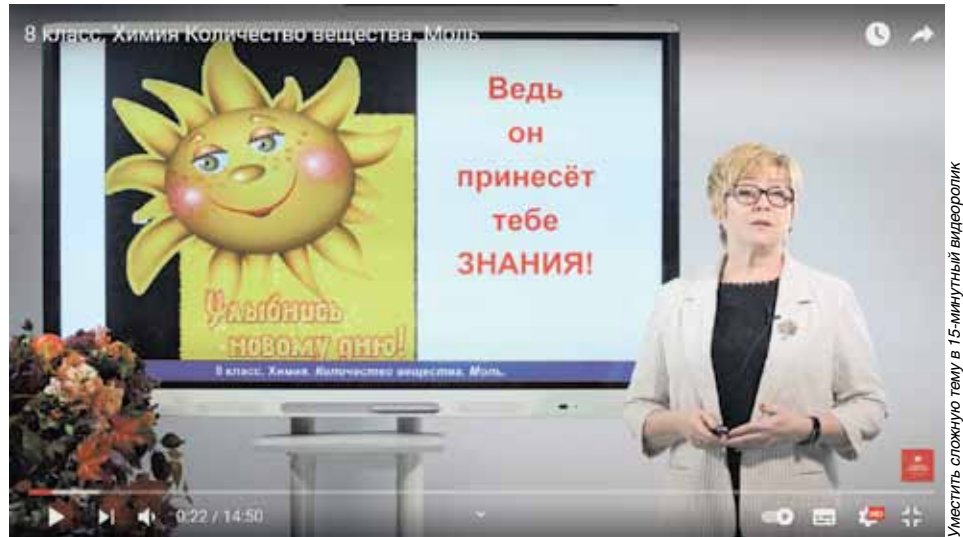 8 класс. Химия Количество вещества. Моль
Ведь
он
принесёт
тебе
ЗНАНИЯ!
Улыбнись
новому дню!
8 класс. Химия. Количество вещества. Моль.
0:22 / 14:50
HD
Уместить сложную тему в 15-минутный видеоролик